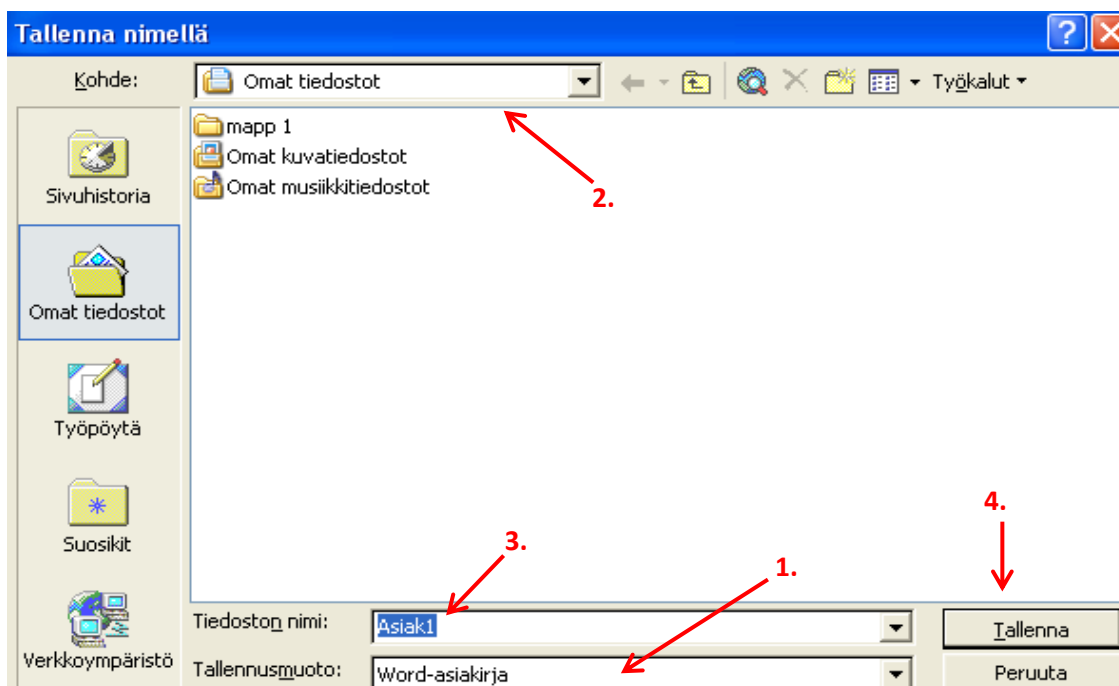 Tallenna nimellä
Kohde: Omat tiedostot Työkalut
mapp 1
Omat kuvatiedostot
Omat musiikkitiedostot
2.
Sivuhistoria
Omat tiedostot
Työpöytä
Suosikit
Verkkoympäristö
4.
3.
1.
Tiedoston nimi: Asiak1 Tallenna
Tallennusmuoto: Word-asiakirja Peruuta